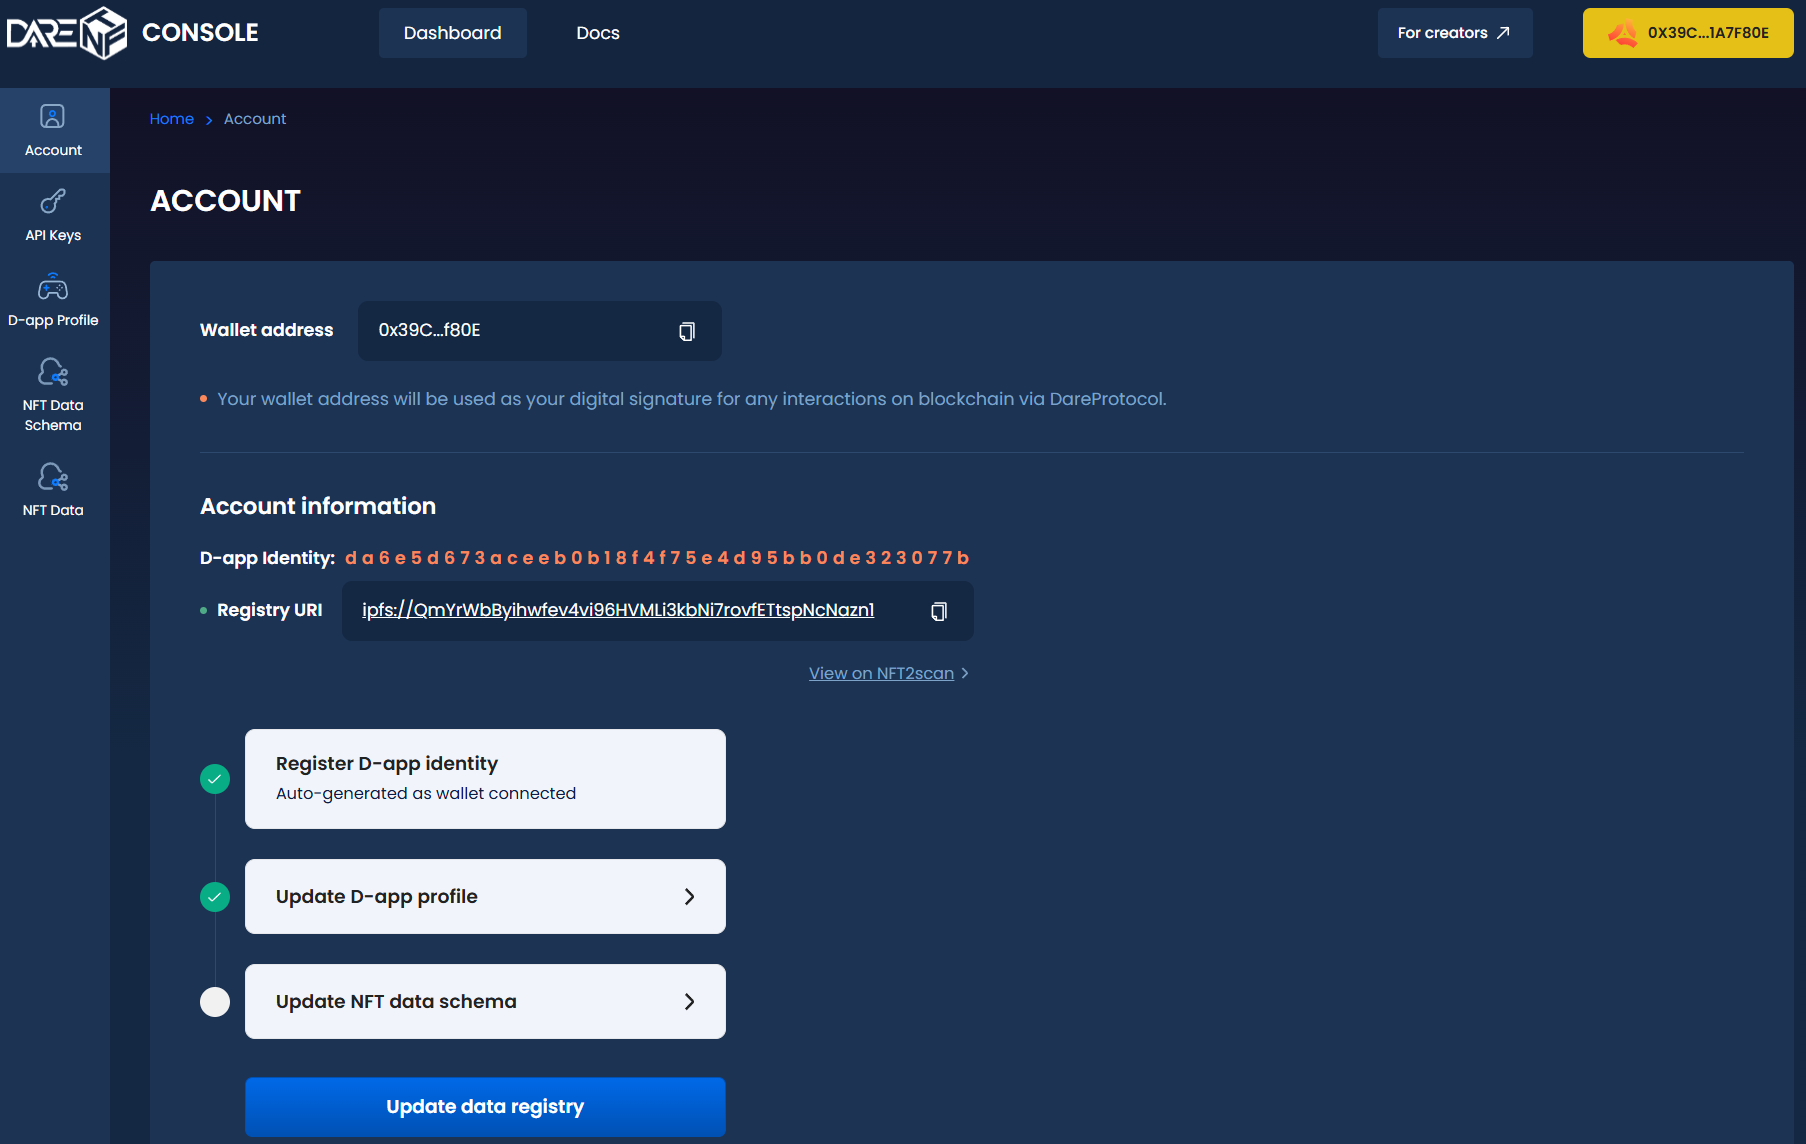 DARE NFT CONSOLE
Dashboard
Docs
For creators
0X39C...1A7F80E
Account
API Keys
D-app Profile
NFT Data
Schema
NFT Data
Home > Account
ACCOUNT
Wallet address
0x39C...f80E
Your wallet address will be used as your digital signature for any interactions on blockchain via DareProtocol.
Account information
D-app Identity: da6e5d673aceeb0b18f4f75e4d95bb0de323077b
Registry URI
ipfs://QmYrWbByihwfev4vi96HVMLi3kbNi7rovfETtspNcNazn1
View on NFT2scan >
Register D-app identity
Auto-generated as wallet connected
Update D-app profile
Update NFT data schema
Update data registry